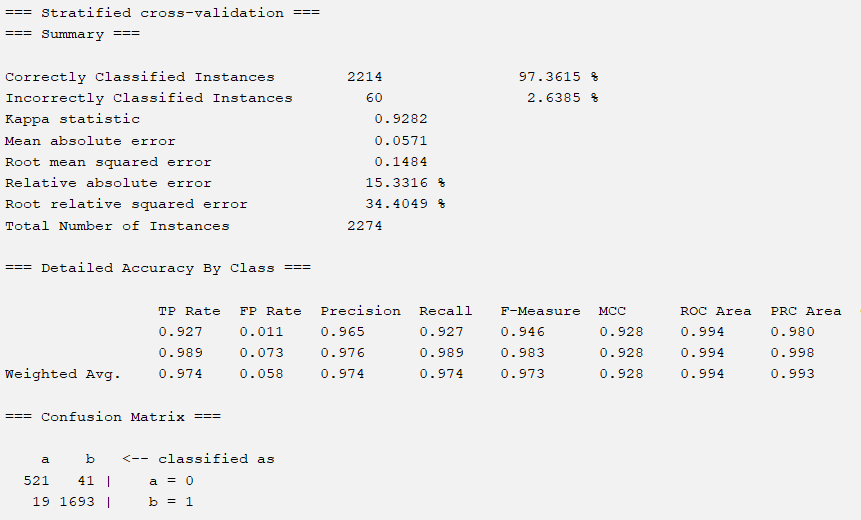 === Stratified cross-validation ===
=== Summary ===
Correctly Classified Instances 2214 97.3615 %
Incorrectly Classified Instances 60 2.6385 %
Kappa statistic 0.9282
Mean absolute error 0.0571
Root mean squared error 0.1484
Relative absolute error 15.3316 %
Root relative squared error 34.4049 %
Total Number of Instances 2274
=== Detailed Accuracy By Class ===
TP Rate FP Rate Precision Recall F-Measure MCC ROC Area PRC Area
0.927 0.011 0.965 0.927 0.946 0.928 0.994 0.980
0.989 0.073 0.976 0.989 0.983 0.928 0.994 0.998
Weighted Avg. 0.974 0.058 0.974 0.974 0.973 0.928 0.994 0.993
=== Confusion Matrix ===
a b <-- classified as
521 41 | a = 0
19 1693 | b = 1